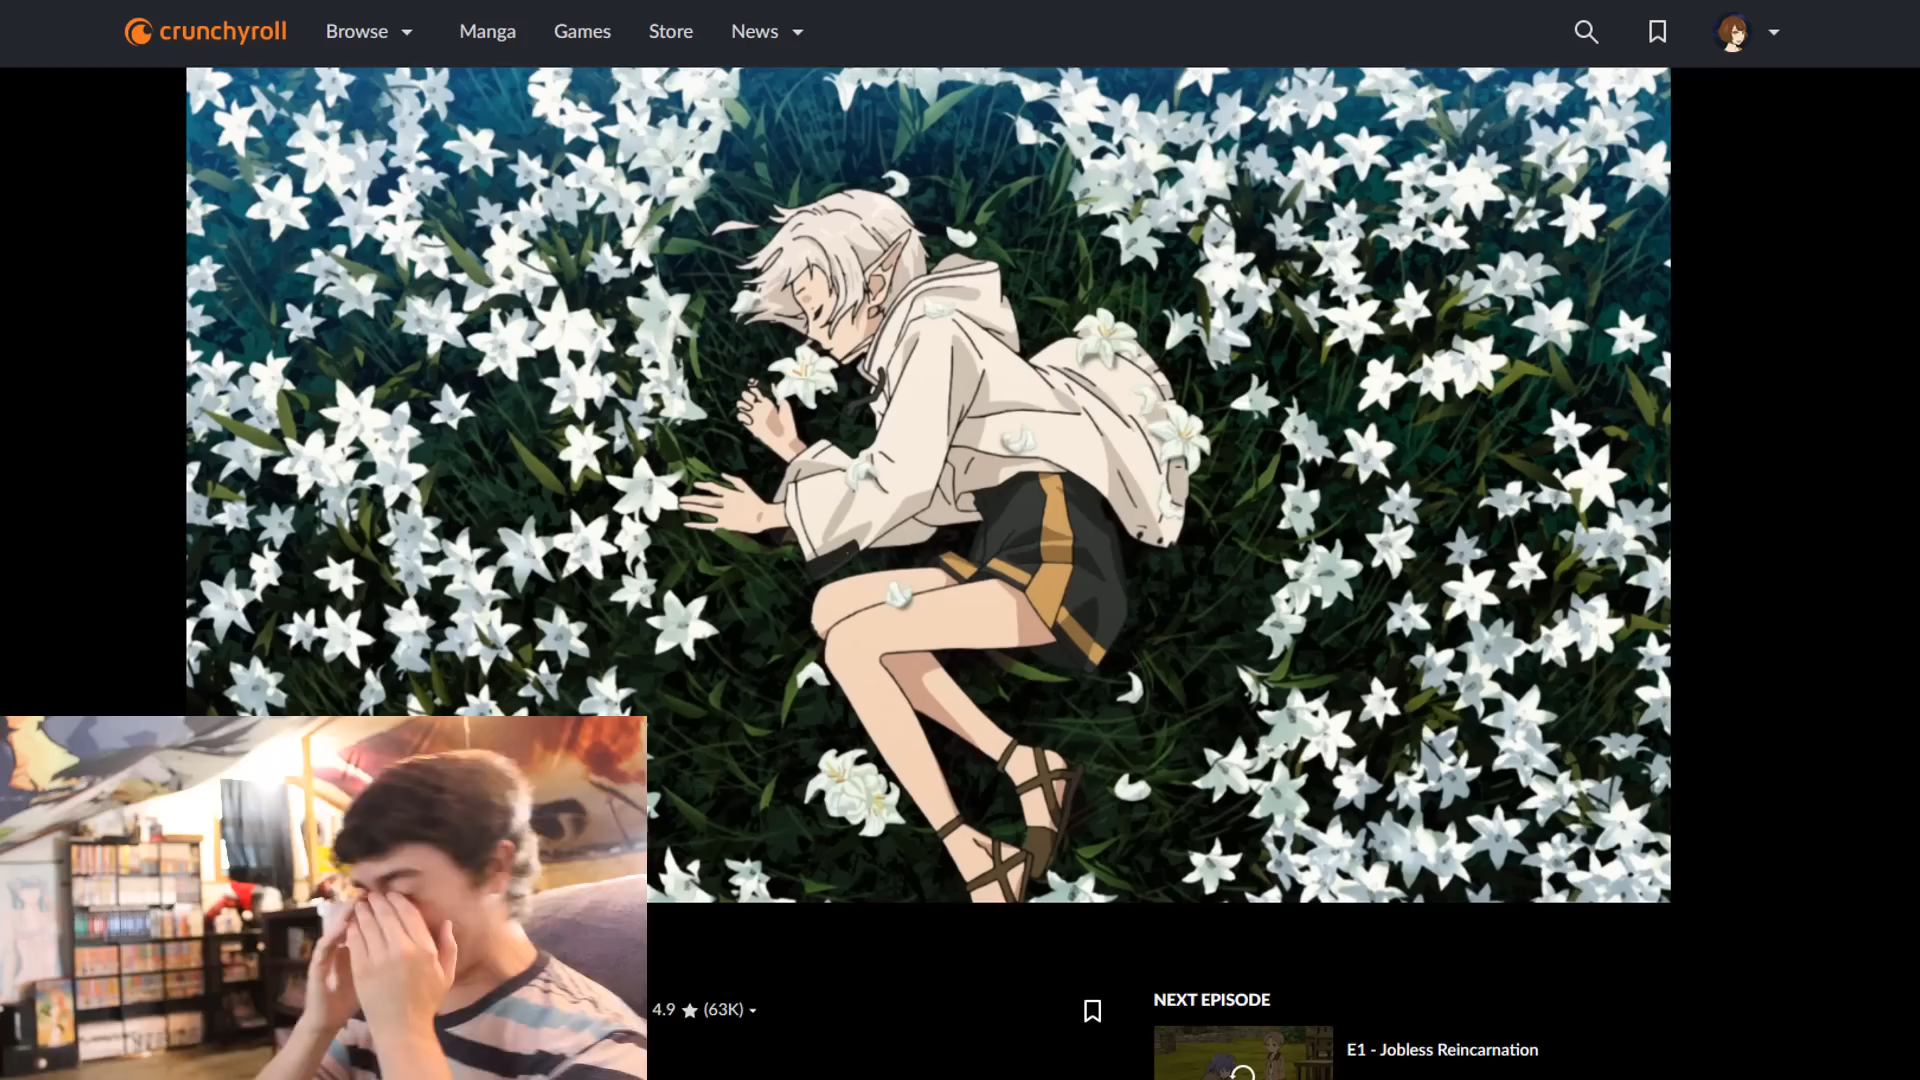 crunchyroll Browse Manga Games Store News
4.9 ★ (63K)
NEXT EPISODE
E1 - Jobless Reincarnation